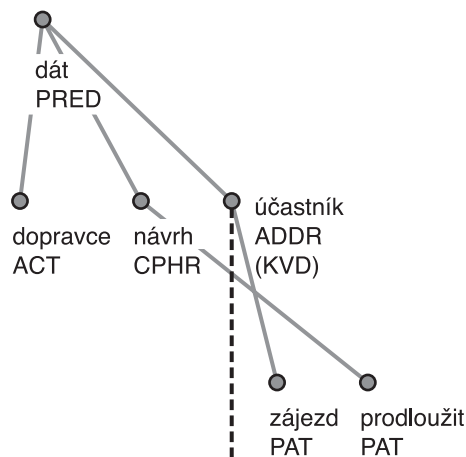 dát
PRED
dopravce
ACT
návrh
CPHR
účastník
ADDR
(KVD)
zájezd
PAT
prodloužit
PAT